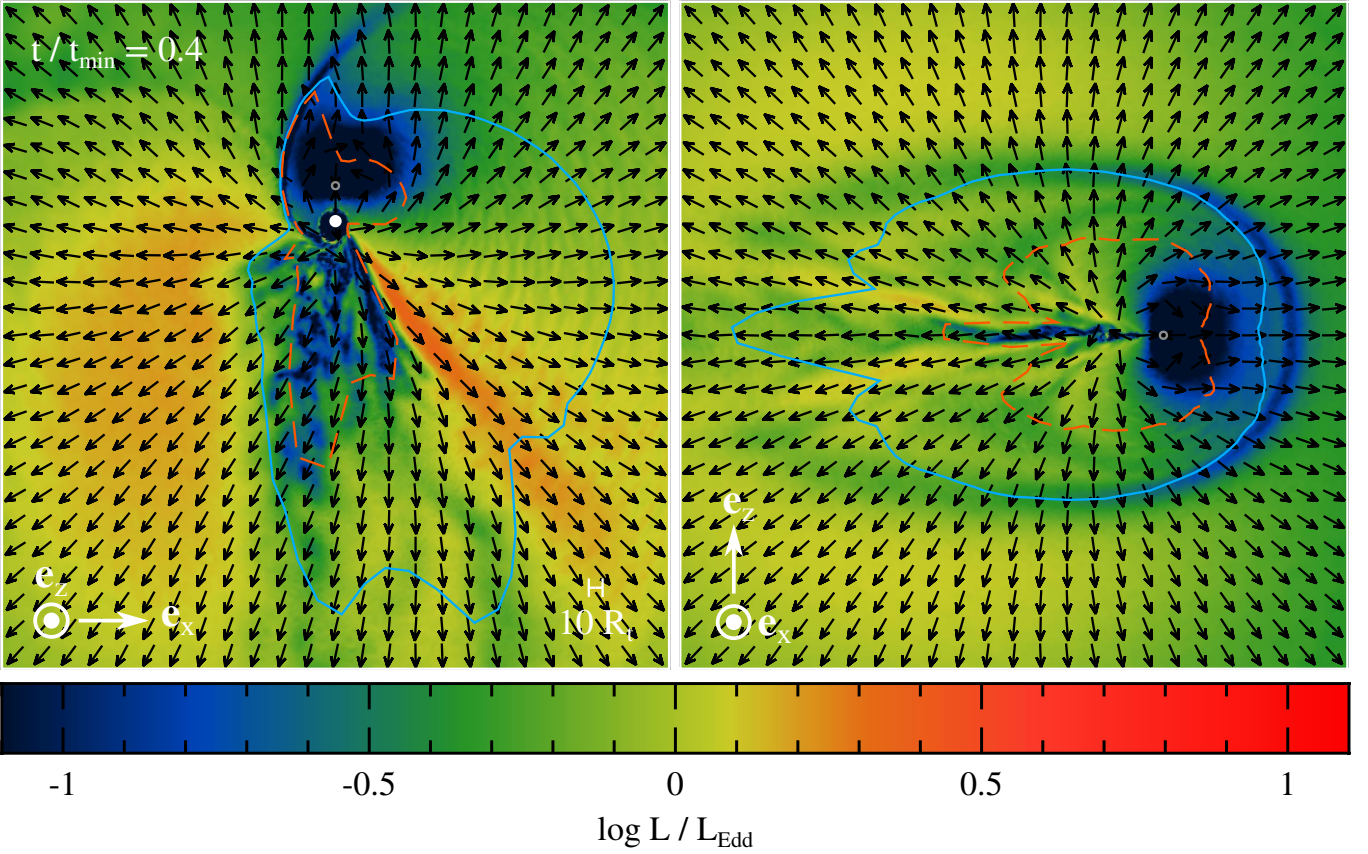 t / t_min = 0.4
e_z
e_x
10 R_t
e_z
e_x
-1 -0.5 0 0.5 1
log L / L_Edd